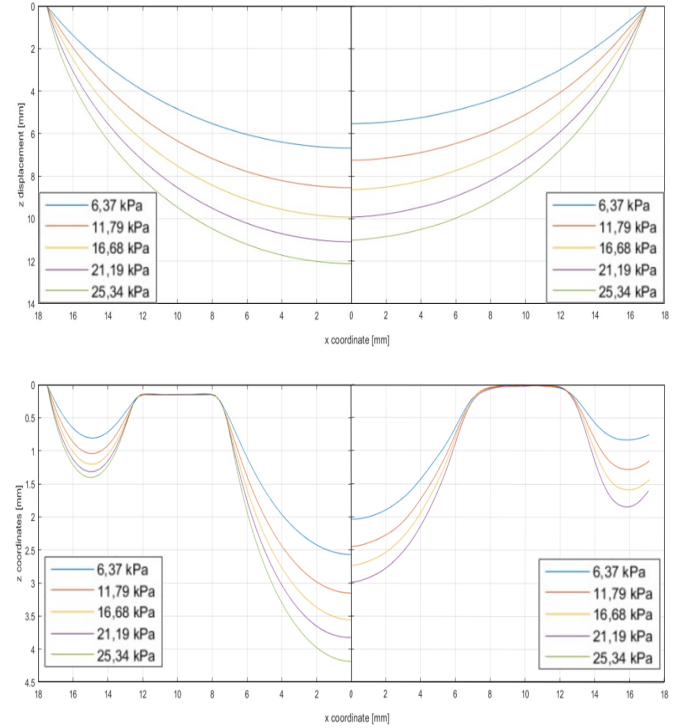 0
2
4
6
8
10
12
14
z displacement [mm]
6,37 kPa
11,79 kPa
16,68 kPa
21,19 kPa
25,34 kPa
6,37 kPa
11,79 kPa
16,68 kPa
21,19 kPa
25,34 kPa
18 16 14 12 10 8 6 4 2 0 2 4 6 8 10 12 14 16 18
x coordinate [mm]
0
0.5
1
1.5
2
2.5
3
3.5
4
4.5
z coordinates [mm]
6,37 kPa
11,79 kPa
16,68 kPa
21,19 kPa
25,34 kPa
6,37 kPa
11,79 kPa
16,68 kPa
21,19 kPa
25,34 kPa
18 16 14 12 10 8 6 4 2 0 2 4 6 8 10 12 14 16 18
x coordinate [mm]